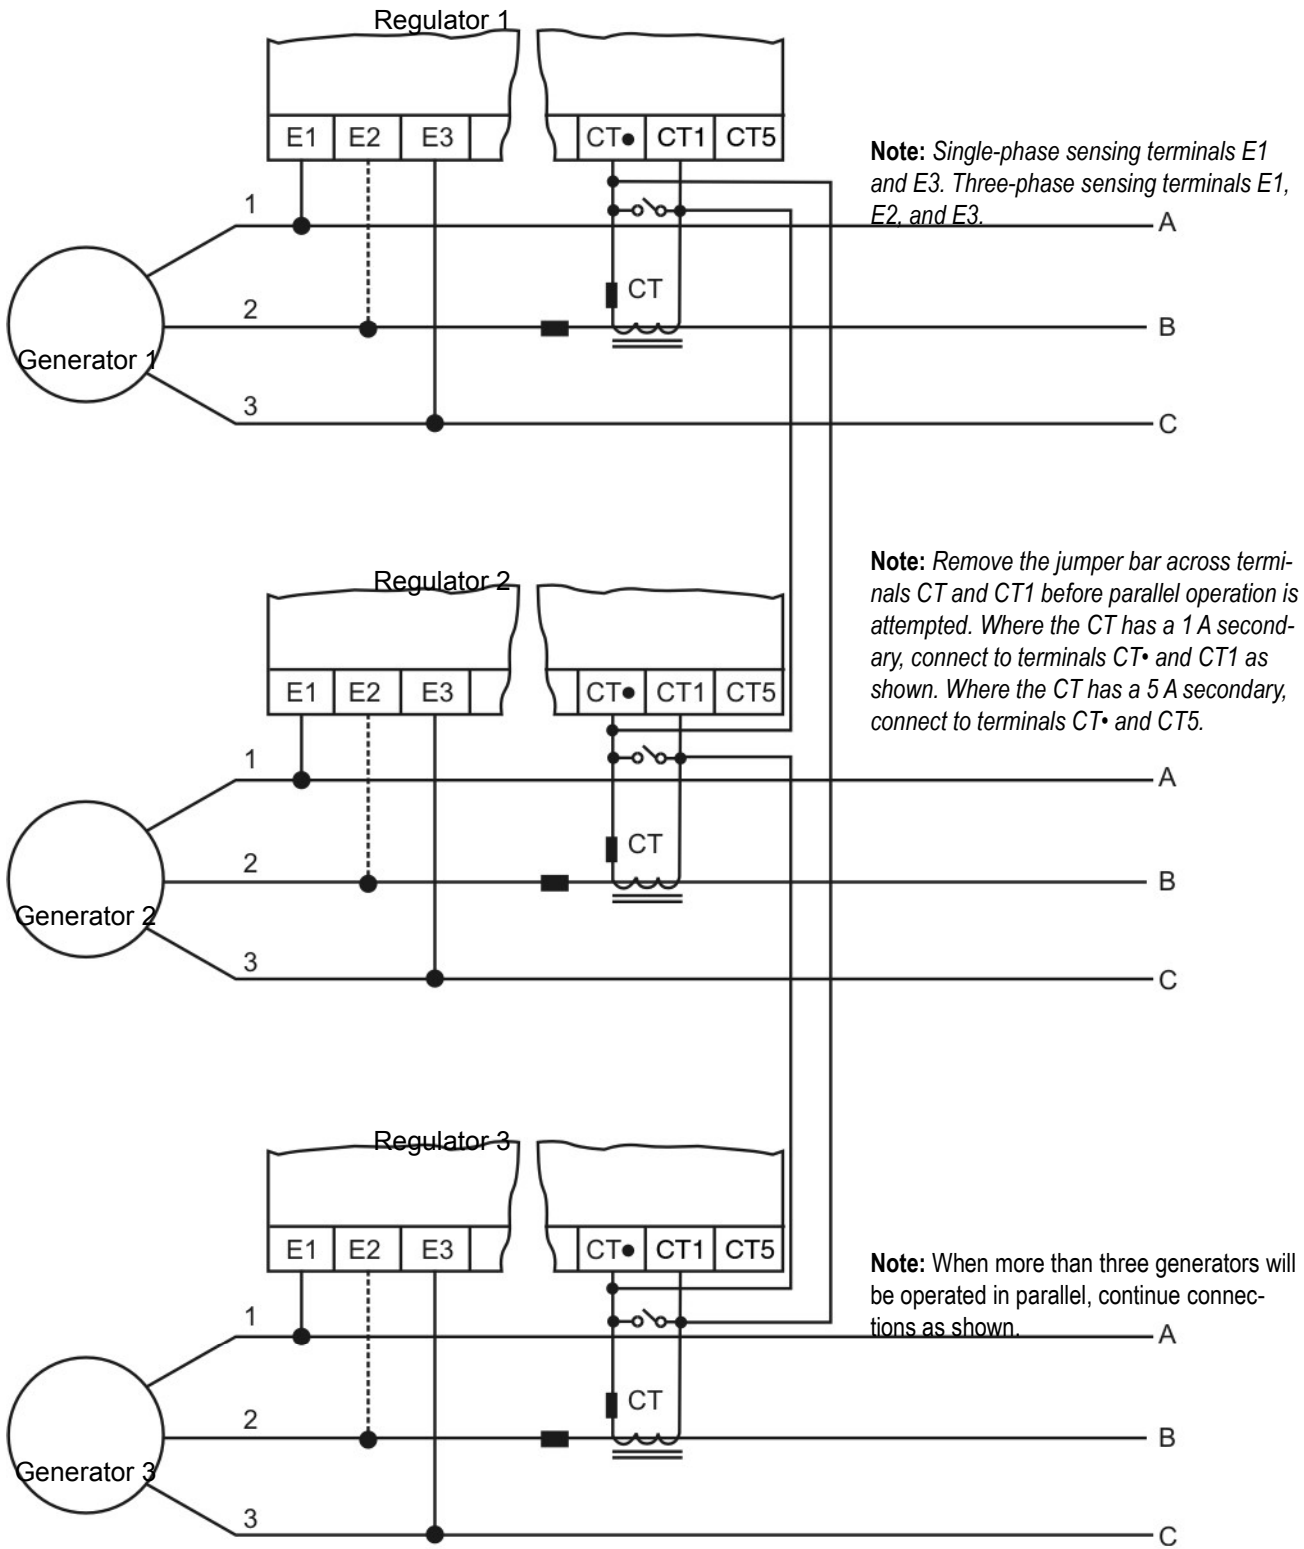 Regulator 1
E1 E2 E3 CT● CT1 CT5
Note: Single-phase sensing terminals E1
and E3. Three-phase sensing terminals E1,
E2, and E3.
1
A
CT
2
B
Generator 1
3
C
Note: Remove the jumper bar across termi-
nals CT and CT1 before parallel operation is
attempted. Where the CT has a 1 A second-
ary, connect to terminals CT• and CT1 as
shown. Where the CT has a 5 A secondary,
connect to terminals CT• and CT5.
Regulator 2
E1 E2 E3 CT● CT1 CT5
1
A
CT
2
B
Generator 2
3
C
Regulator 3
E1 E2 E3 CT● CT1 CT5
Note: When more than three generators will
be operated in parallel, continue connec-
tions as shown.
1
A
CT
2
B
Generator 3
3
C